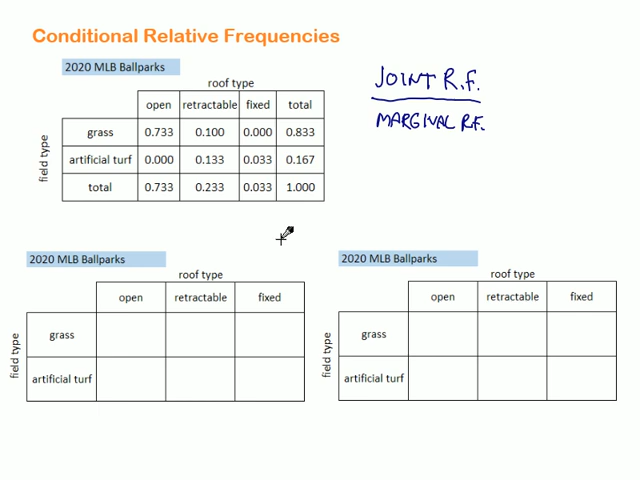 Conditional Relative Frequencies
2020 MLB Ballparks
roof type
open retractable fixed total
field type
grass 0.733 0.100 0.000 0.833
artificial turf 0.000 0.133 0.033 0.167
total 0.733 0.233 0.033 1.000
JOINT R.F.
MARGINAL R.F.
2020 MLB Ballparks
roof type
open retractable fixed
field type
grass
artificial turf
2020 MLB Ballparks
roof type
open retractable fixed
field type
grass
artificial turf